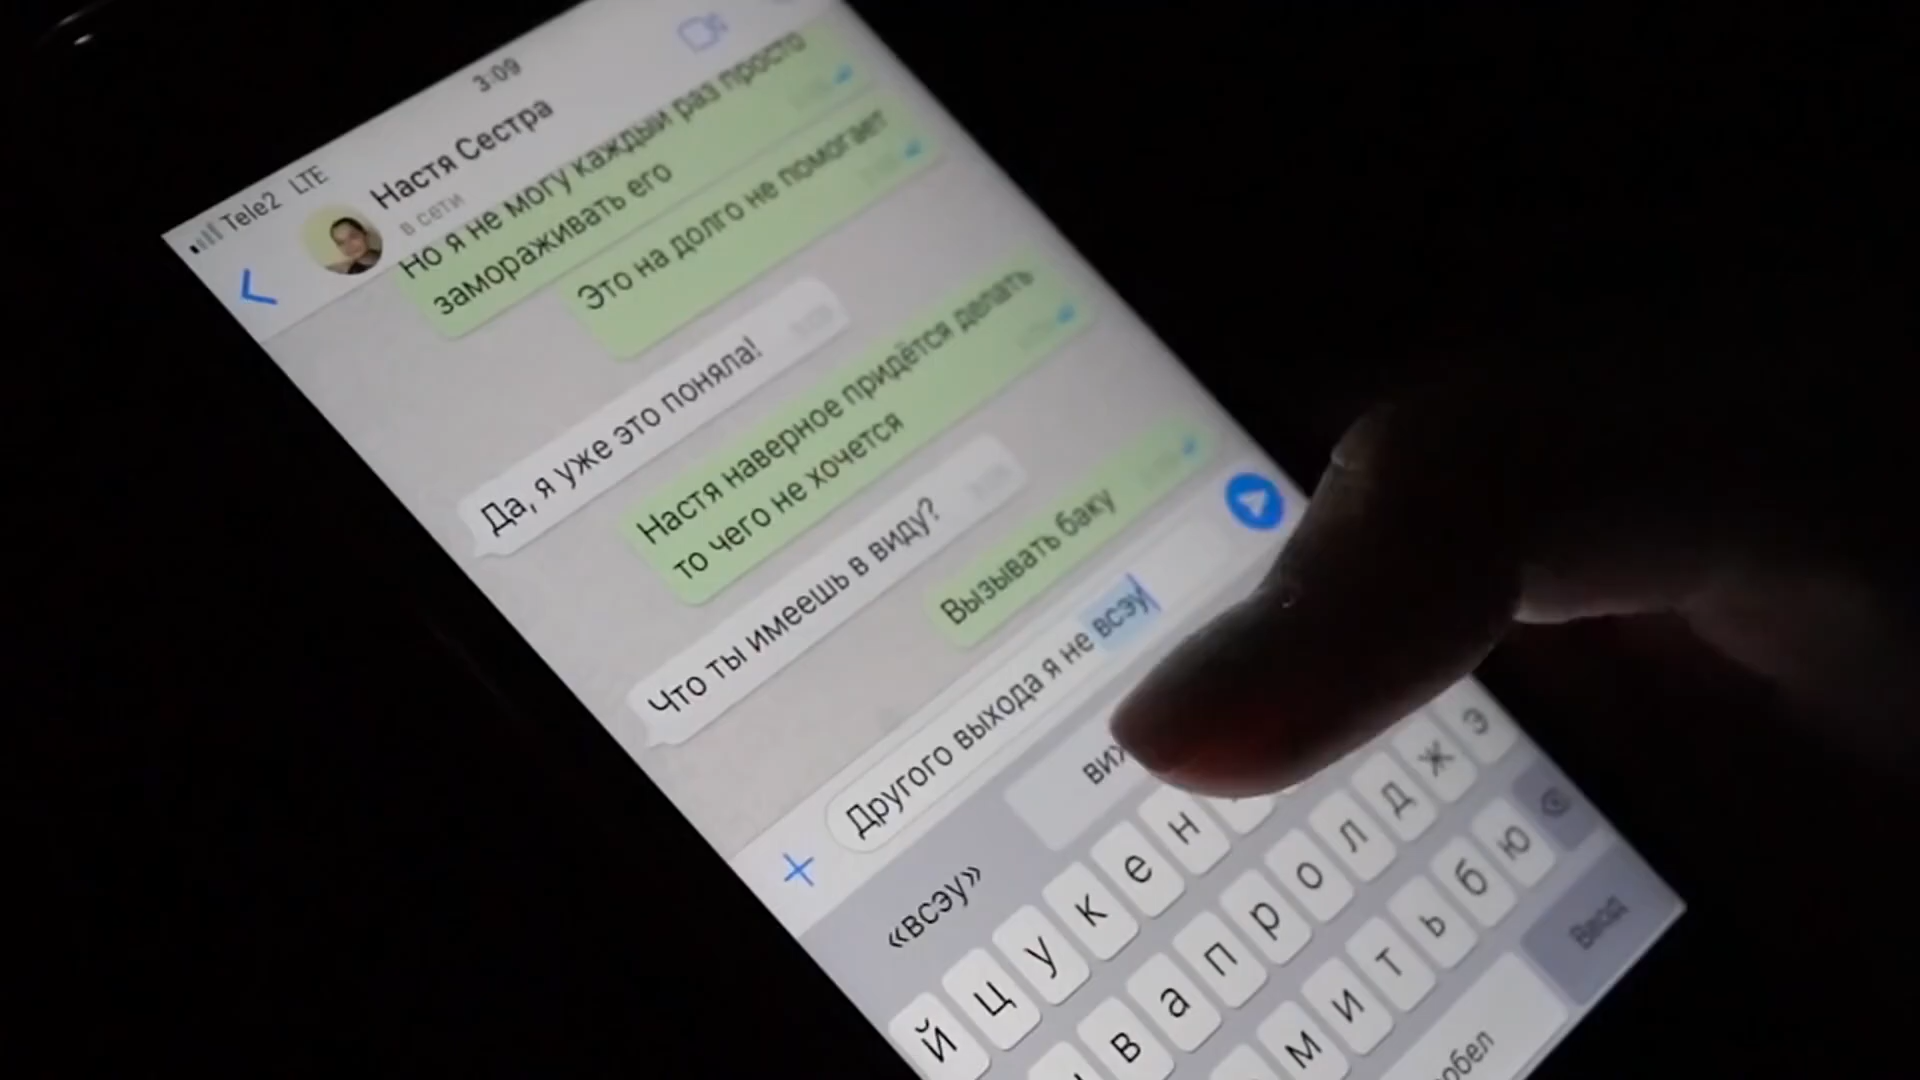 Tele2 LTE
3:09
Настя Сестра
в сети
Но я не могу каждый раз просто
замораживать его
Это на долго не помогает
Да, я уже это поняла!
Настя наверное придётся делать
то чего не хочется
Что ты имеешь в виду?
Вызывать баку
Другого выхода я не всэу
«всэу»
й ц у к е н
в а п р о л д ж э
м и т ь б ю
Ввод